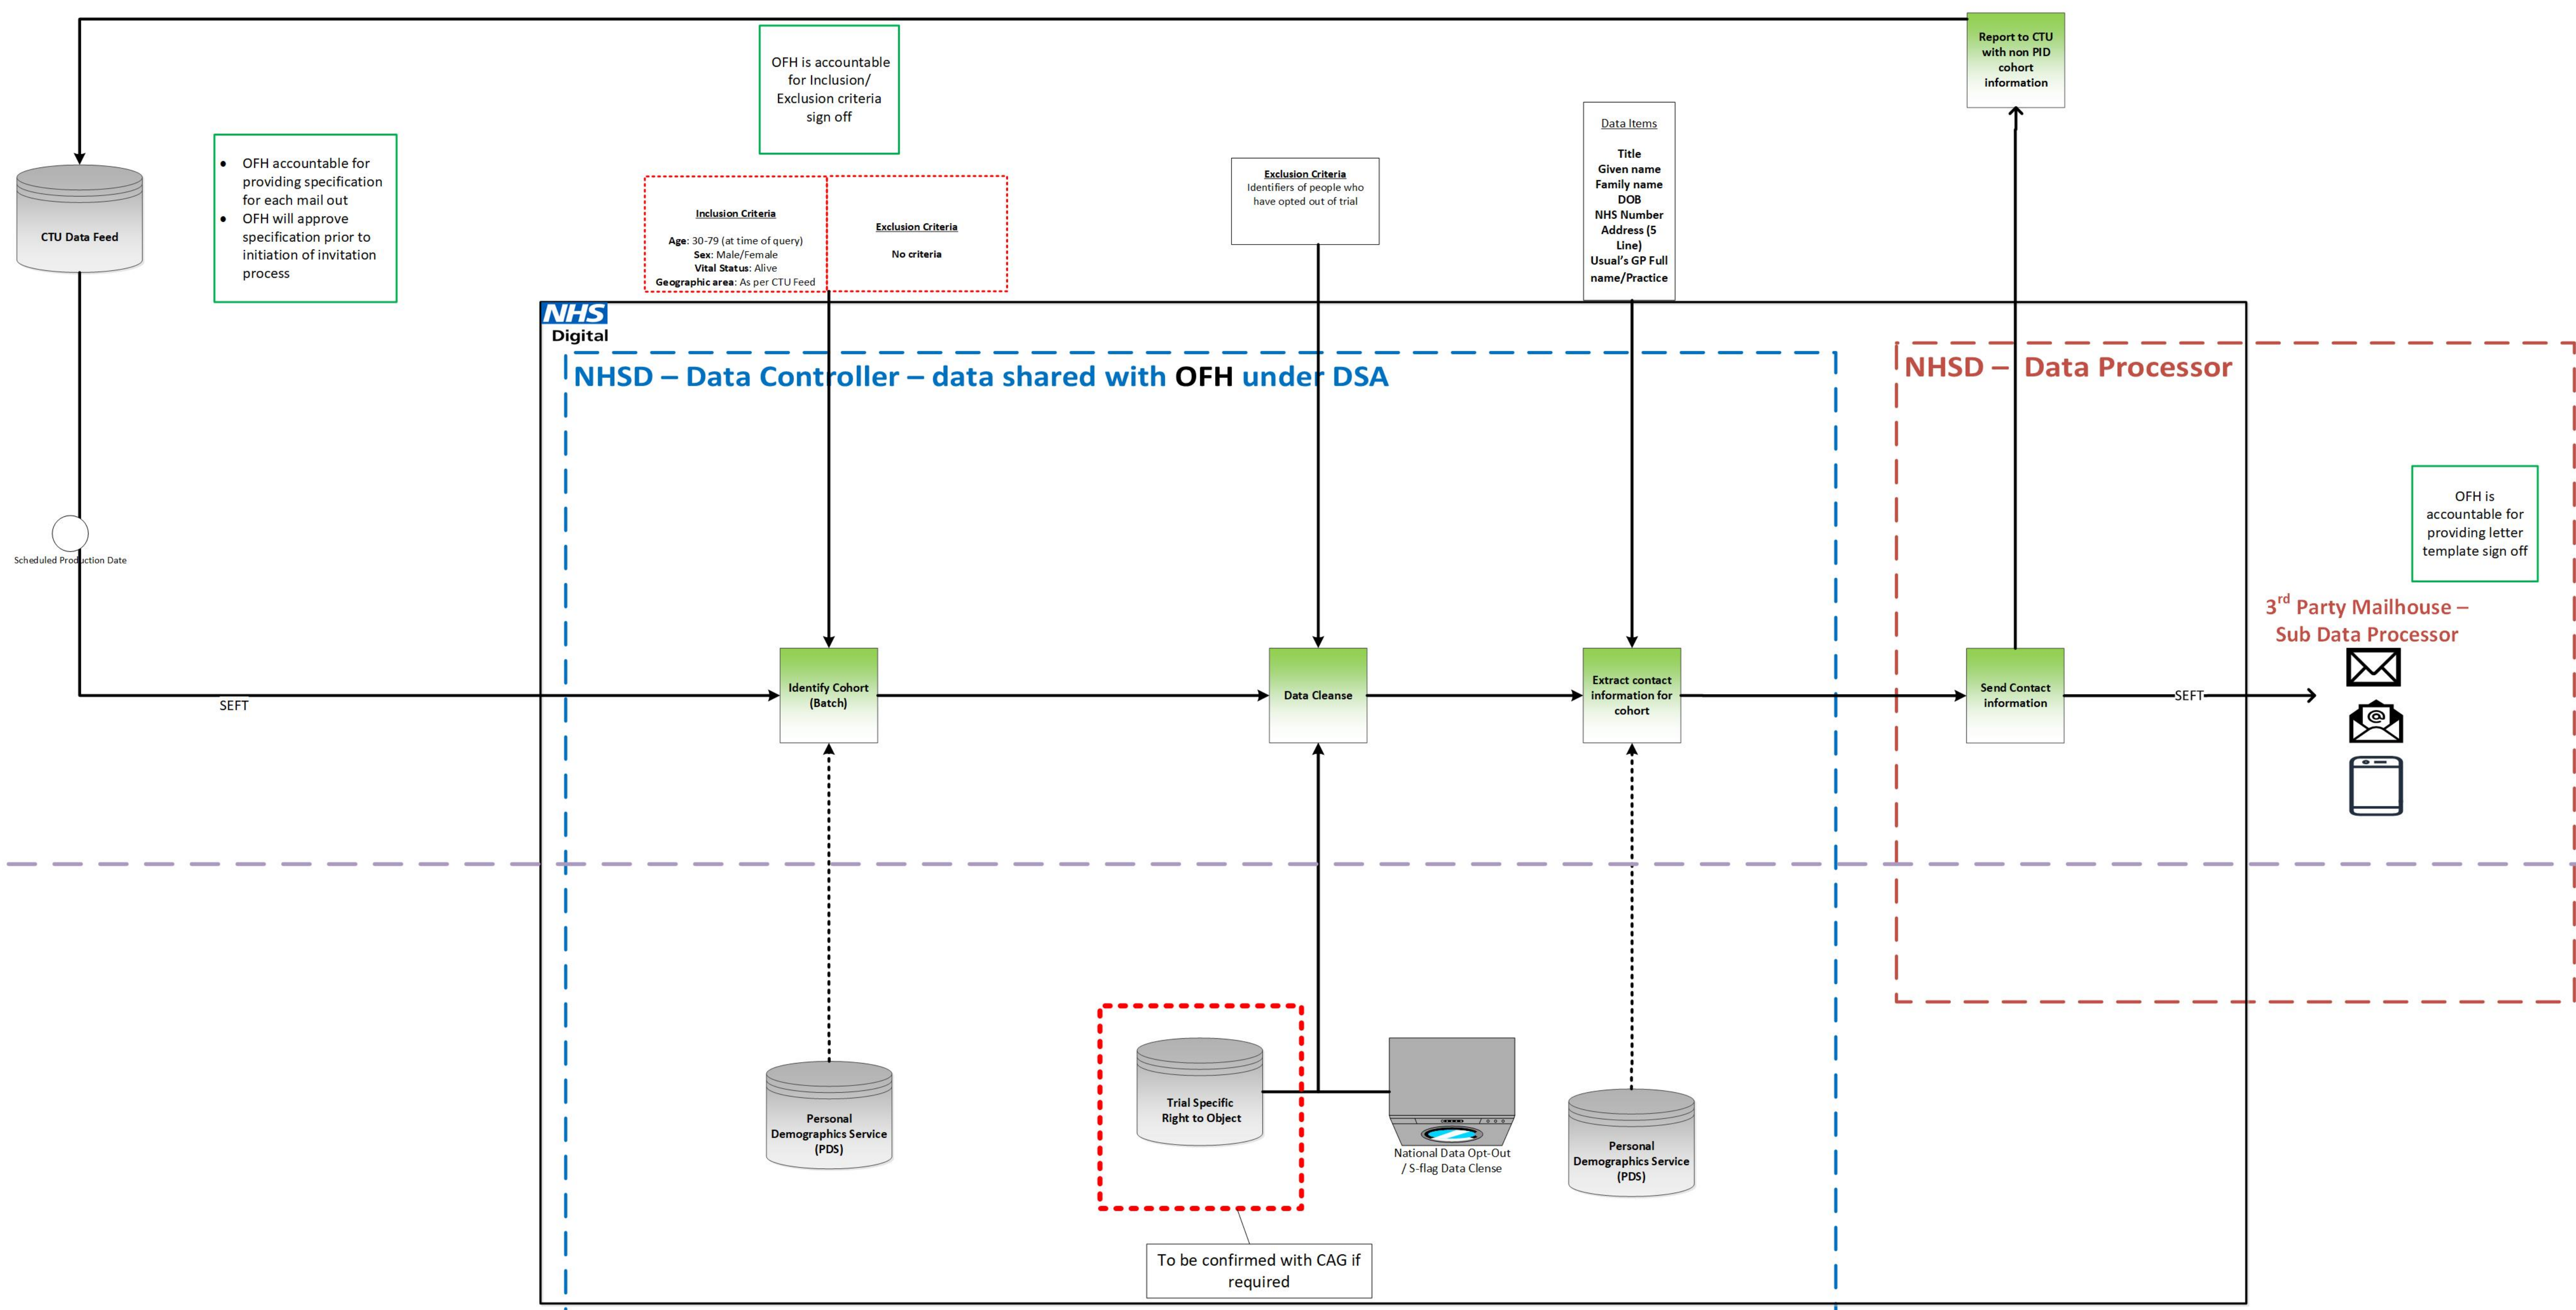 Report to CTU
with non PID
cohort
information
OFH is accountable
for Inclusion/
Exclusion criteria
sign off
Data Items
Title
Given name
Family name
DOB
NHS Number
Address (5
Line)
Usual's GP Full
name/Practice
CTU Data Feed
• OFH accountable for
providing specification
for each mail out
• OFH will approve
specification prior to
initiation of invitation
process
Inclusion Criteria
Age: 30-79 (at time of query)
Sex: Male/Female
Vital Status: Alive
Geographic area: As per CTU Feed
Exclusion Criteria
No criteria
Exclusion Criteria
Identifiers of people who
have opted out of trial
NHS
Digital
NHSD – Data Controller – data shared with OFH under DSA
NHSD – Data Processor
OFH is
accountable for
providing letter
template sign off
Scheduled Production Date
3rd Party Mailhouse –
Sub Data Processor
SEFT
Identify Cohort
(Batch)
Data Cleanse
Extract contact
information for
cohort
Send Contact
information
SEFT
@
Personal
Demographics Service
(PDS)
Trial Specific
Right to Object
National Data Opt-Out
/ S-flag Data Clense
Personal
Demographics Service
(PDS)
To be confirmed with CAG if
required